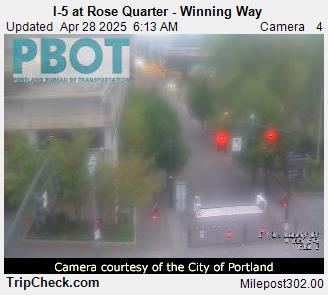 I-5 at Rose Quarter - Winning Way
Updated Apr 28 2025 6:13 AM Camera 4
PBOT
PORTLAND BUREAU OF TRANSPORTATION
Camera courtesy of the City of Portland
TripCheck.com Milepost302.00